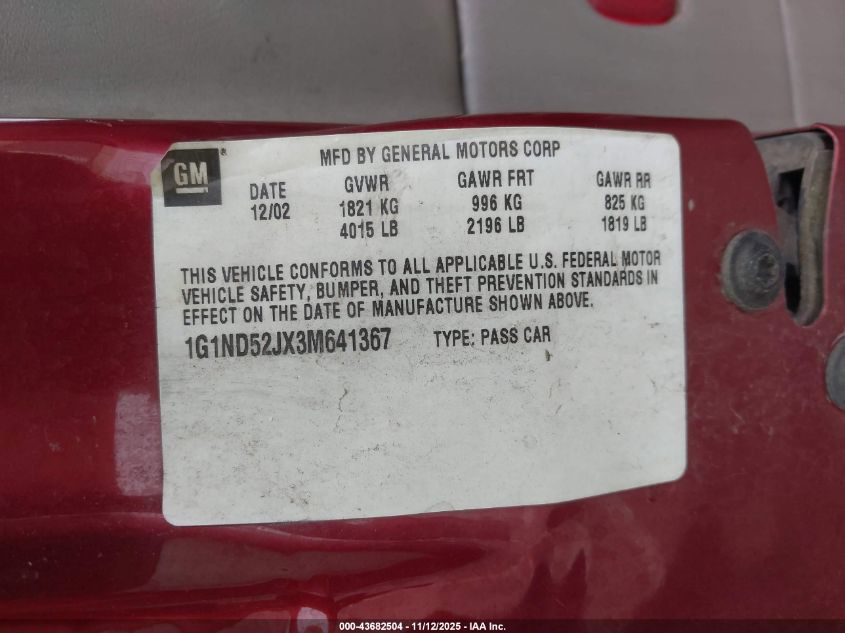 GM®
MFD BY GENERAL MOTORS CORP
DATE GVWR GAWR FRT GAWR RR
12/02 1821 KG 996 KG 825 KG
4015 LB 2196 LB 1819 LB
THIS VEHICLE CONFORMS TO ALL APPLICABLE U.S. FEDERAL MOTOR
VEHICLE SAFETY, BUMPER, AND THEFT PREVENTION STANDARDS IN
EFFECT ON THE DATE OF MANUFACTURE SHOWN ABOVE.
1G1ND52JX3M641367 TYPE: PASS CAR
000-43682504 - 11/12/2025 - IAA Inc.